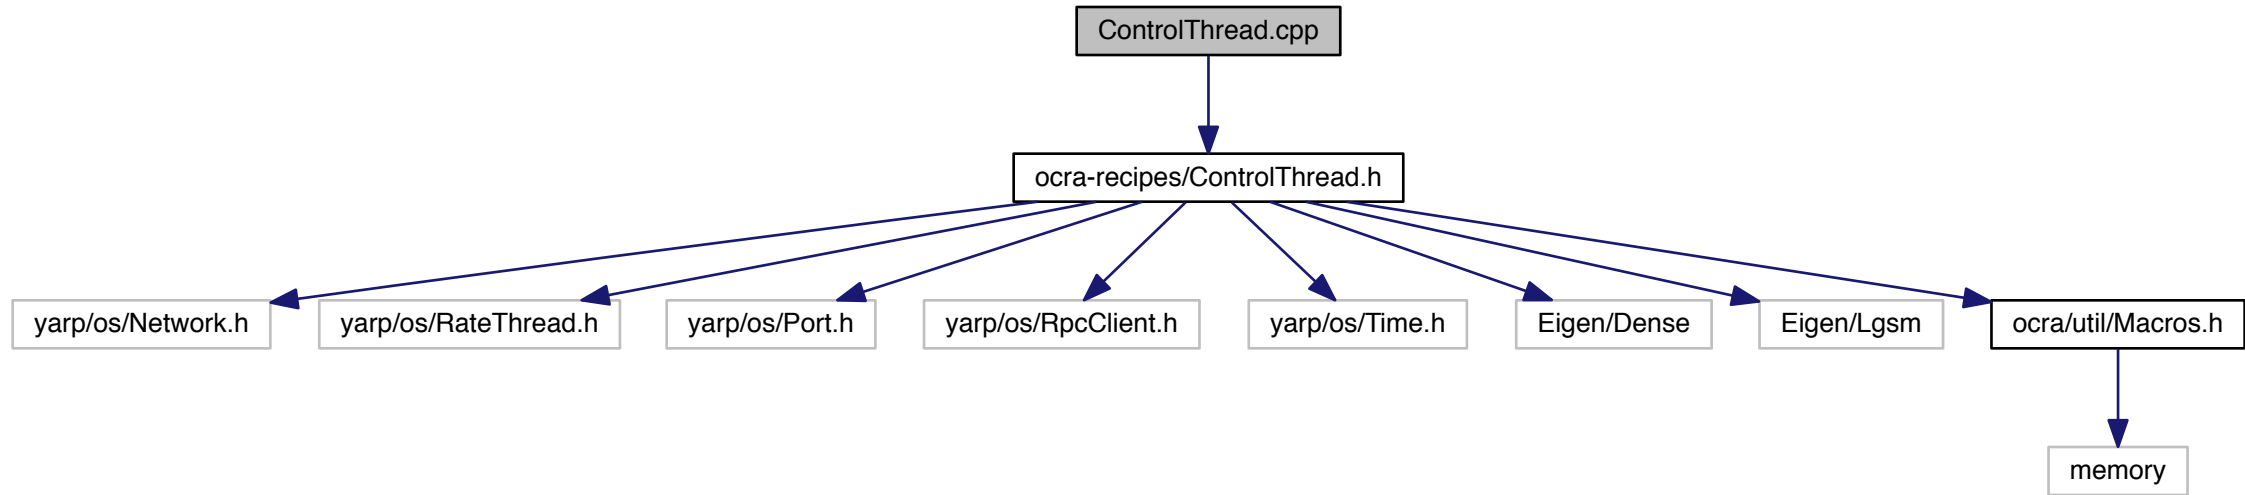 ControlThread.cpp
ocra-recipes/ControlThread.h
yarp/os/Network.h
yarp/os/RateThread.h
yarp/os/Port.h
yarp/os/RpcClient.h
yarp/os/Time.h
Eigen/Dense
Eigen/Lgsm
ocra/util/Macros.h
memory